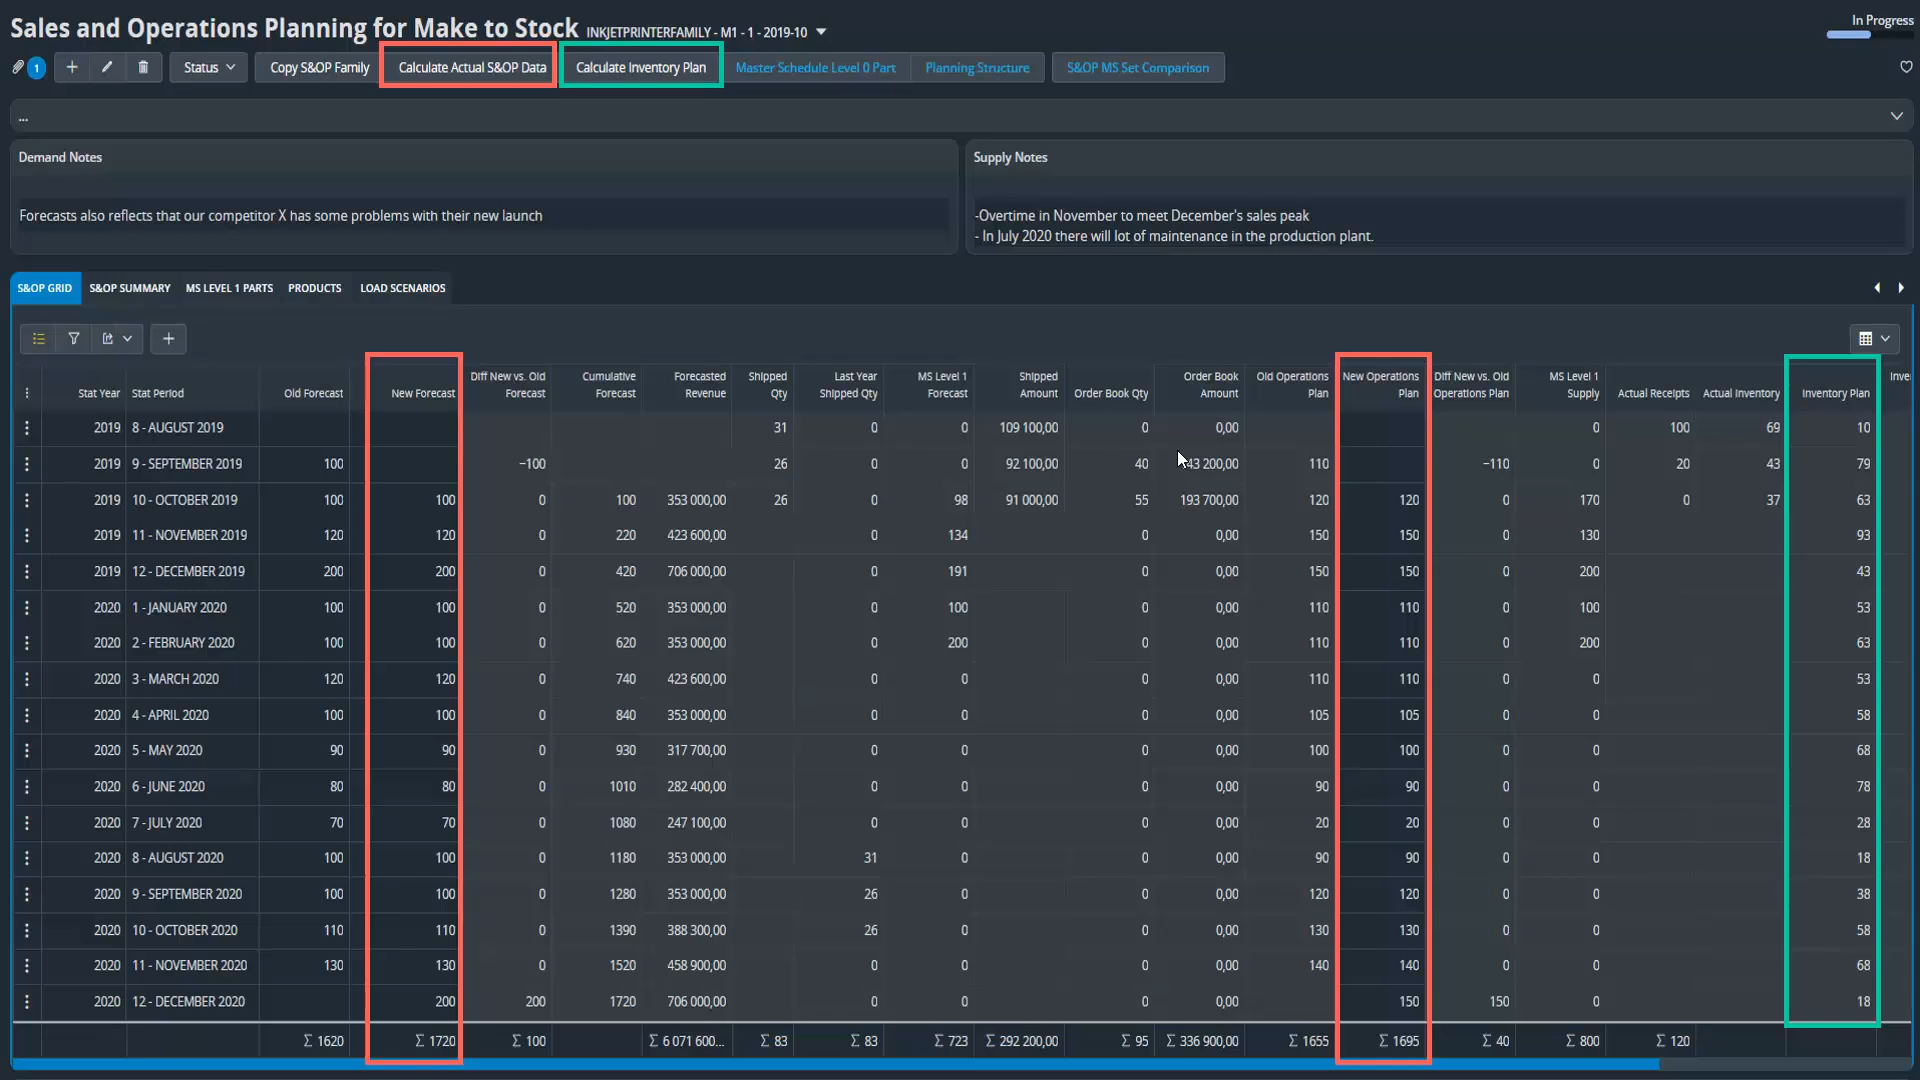 Sales and Operations Planning for Make to Stock INKJETPRINTERFAMILY - M1 - 1 - 2019-10
In Progress
1 Status Copy S&OP Family Calculate Actual S&OP Data Calculate Inventory Plan Master Schedule Level 0 Part Planning Structure S&OP MS Set Comparison
...
Demand Notes
Forecasts also reflects that our competitor X has some problems with their new launch
Supply Notes
-Overtime in November to meet December's sales peak
- In July 2020 there will lot of maintenance in the production plant.
S&OP GRID S&OP SUMMARY MS LEVEL 1 PARTS PRODUCTS LOAD SCENARIOS
Stat Year Stat Period Old Forecast New Forecast Diff New vs. Old Forecast Cumulative Forecast Forecasted Revenue Shipped Qty Last Year Shipped Qty MS Level 1 Forecast Shipped Amount Order Book Qty Order Book Amount Old Operations Plan New Operations Plan Diff New vs. Old Operations Plan MS Level 1 Supply Actual Receipts Actual Inventory Inventory Plan
2019 8 - AUGUST 2019 31 0 0 109 100,00 0 0,00 0 100 69 10
2019 9 - SEPTEMBER 2019 100 −100 26 0 0 92 100,00 40 43 200,00 110 −110 0 20 43 79
2019 10 - OCTOBER 2019 100 100 0 100 353 000,00 26 0 98 91 000,00 55 193 700,00 120 120 0 170 0 37 63
2019 11 - NOVEMBER 2019 120 120 0 220 423 600,00 0 134 0 0,00 150 150 0 130 93
2019 12 - DECEMBER 2019 200 200 0 420 706 000,00 0 191 0 0,00 150 150 0 200 43
2020 1 - JANUARY 2020 100 100 0 520 353 000,00 0 100 0 0,00 110 110 0 100 53
2020 2 - FEBRUARY 2020 100 100 0 620 353 000,00 0 200 0 0,00 110 110 0 200 63
2020 3 - MARCH 2020 120 120 0 740 423 600,00 0 0 0 0,00 110 110 0 0 53
2020 4 - APRIL 2020 100 100 0 840 353 000,00 0 0 0 0,00 105 105 0 0 58
2020 5 - MAY 2020 90 90 0 930 317 700,00 0 0 0 0,00 100 100 0 0 68
2020 6 - JUNE 2020 80 80 0 1010 282 400,00 0 0 0 0,00 90 90 0 0 78
2020 7 - JULY 2020 70 70 0 1080 247 100,00 0 0 0 0,00 20 20 0 0 28
2020 8 - AUGUST 2020 100 100 0 1180 353 000,00 31 0 0 0,00 90 90 0 0 18
2020 9 - SEPTEMBER 2020 100 100 0 1280 353 000,00 26 0 0 0,00 120 120 0 0 38
2020 10 - OCTOBER 2020 110 110 0 1390 388 300,00 26 0 0 0,00 130 130 0 0 58
2020 11 - NOVEMBER 2020 130 130 0 1520 458 900,00 0 0 0 0,00 140 140 0 0 68
2020 12 - DECEMBER 2020 200 200 1720 706 000,00 0 0 0 0,00 150 150 0 18
Σ 1620 Σ 1720 Σ 100 Σ 6 071 600... Σ 83 Σ 83 Σ 723 Σ 292 200,00 Σ 95 Σ 336 900,00 Σ 1655 Σ 1695 Σ 40 Σ 800 Σ 120